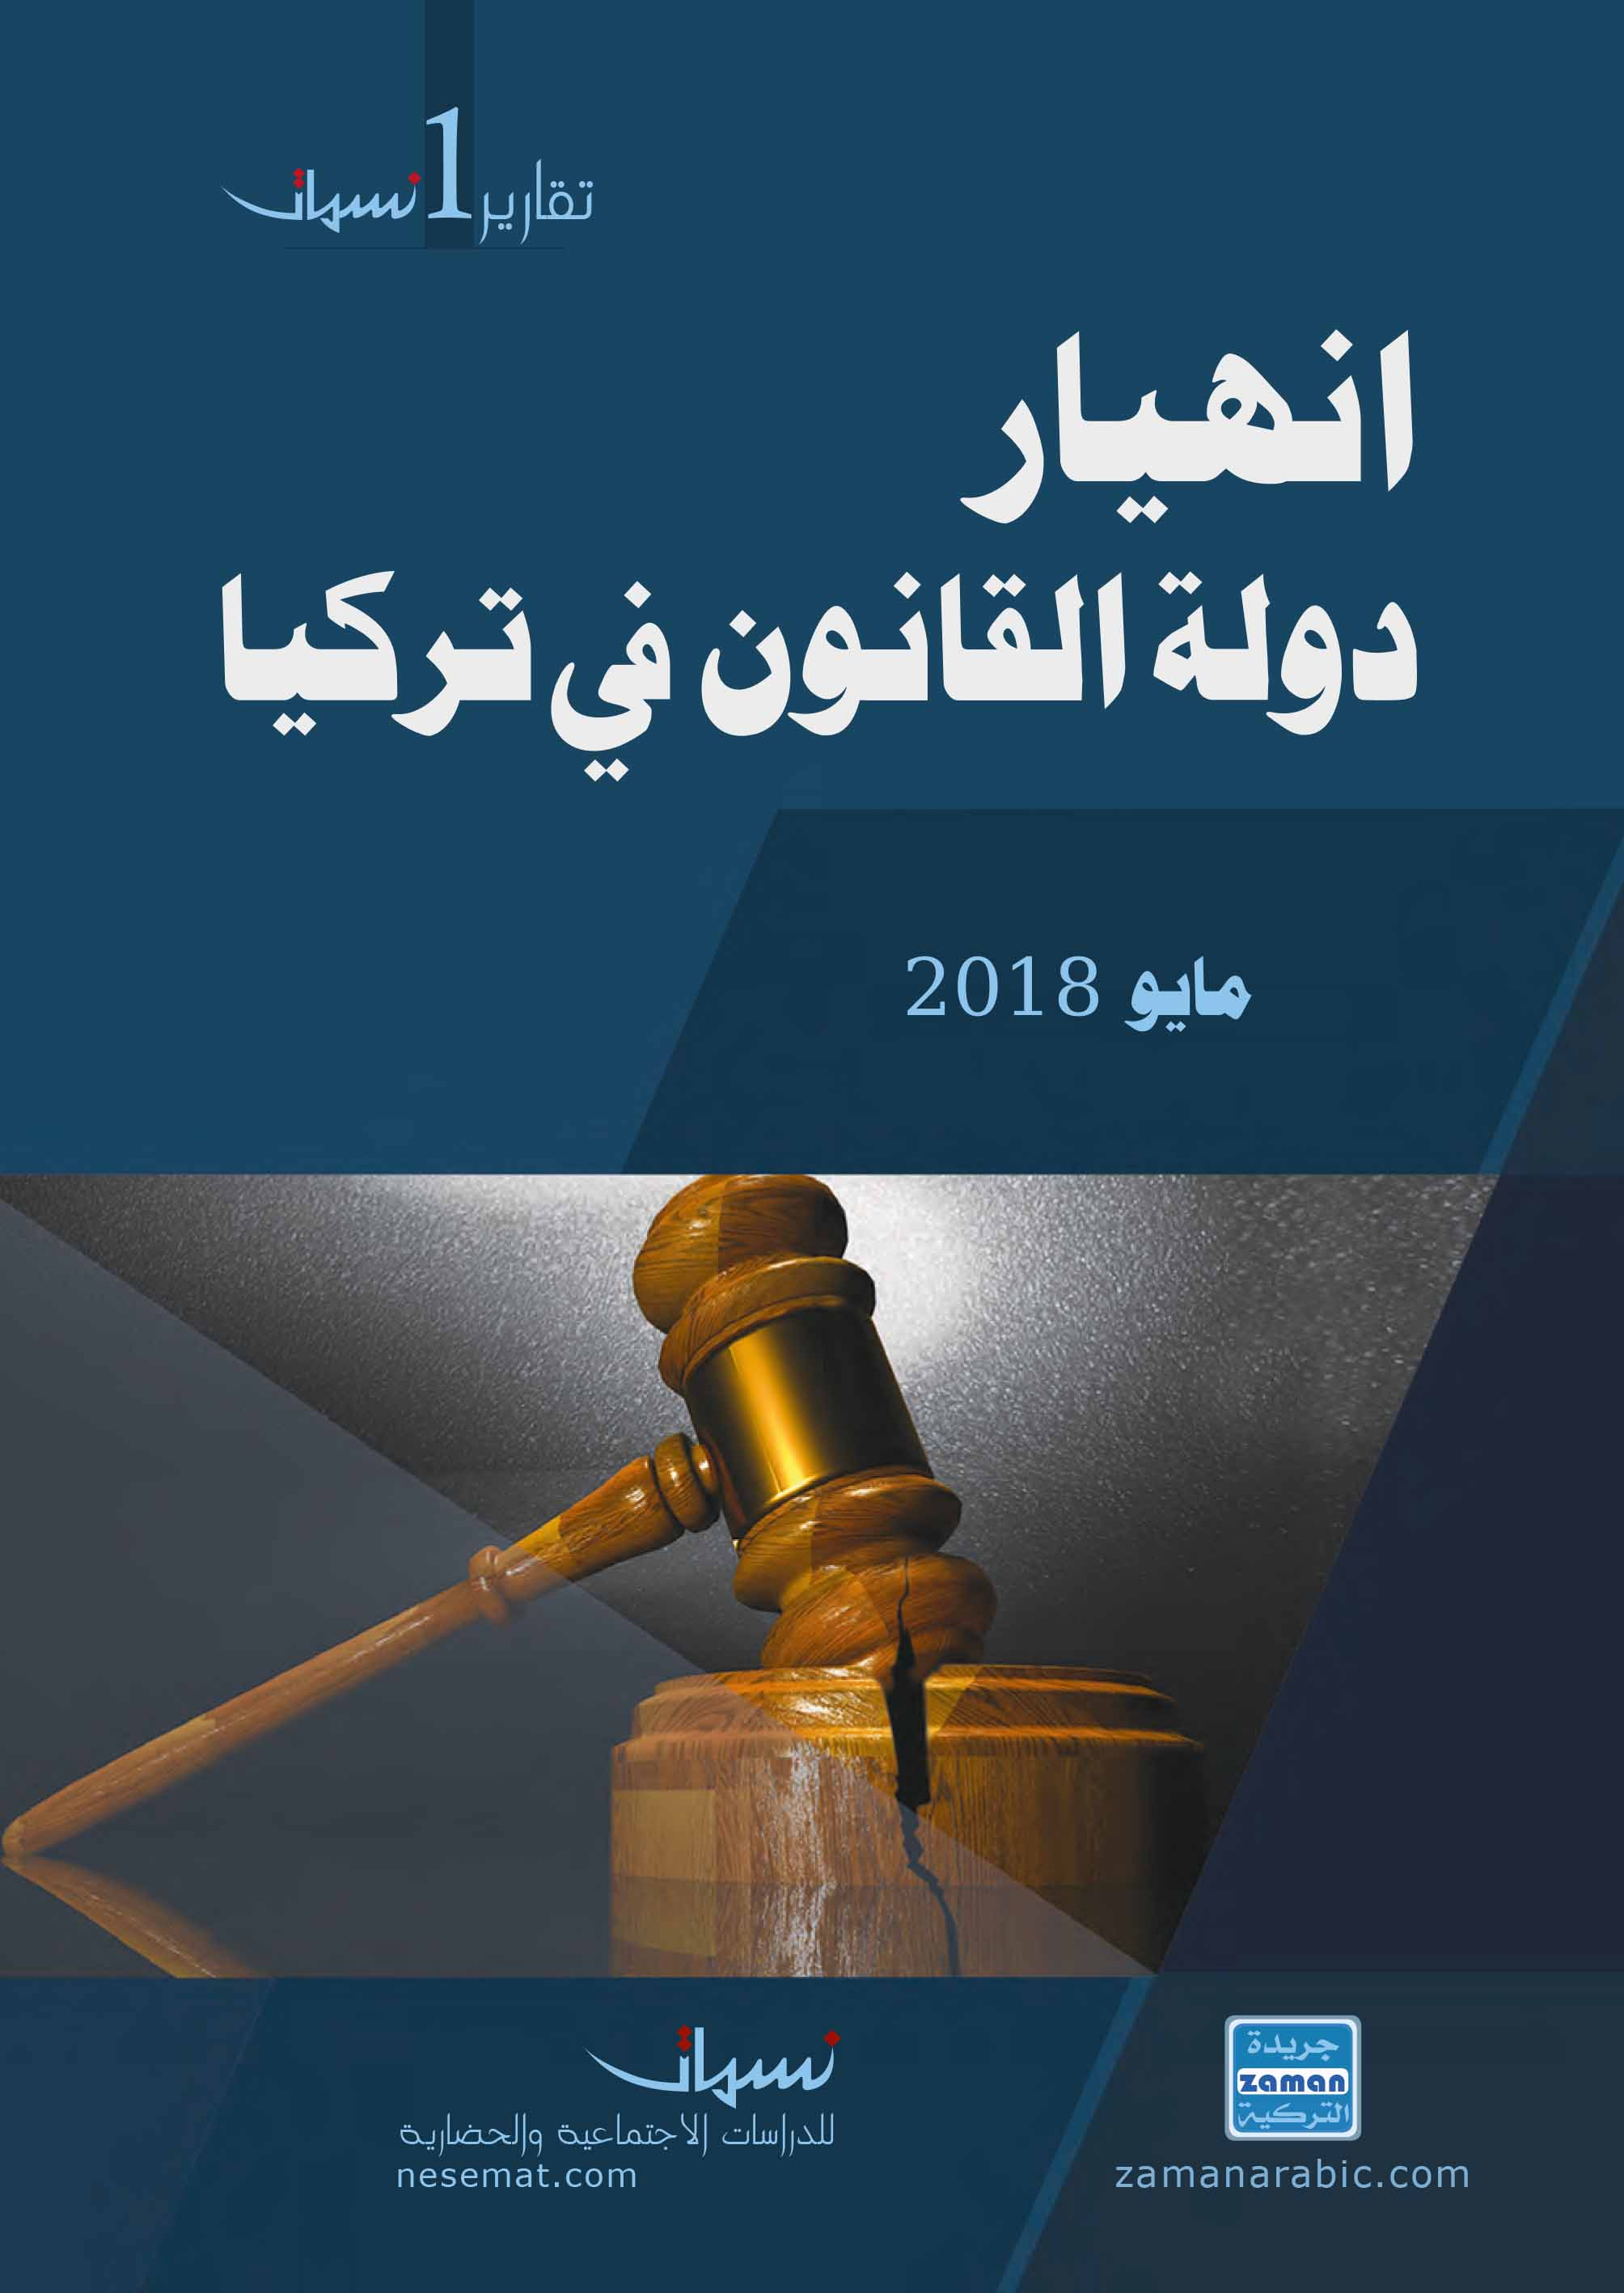 تقارير 1 نسمات
انهيار
دولة القانون في تركيا
مايو 2018
نسمات
للدراسات الاجتماعية والحضارية
nesemat.com
جريدة
zaman
التركية
zamanarabic.com